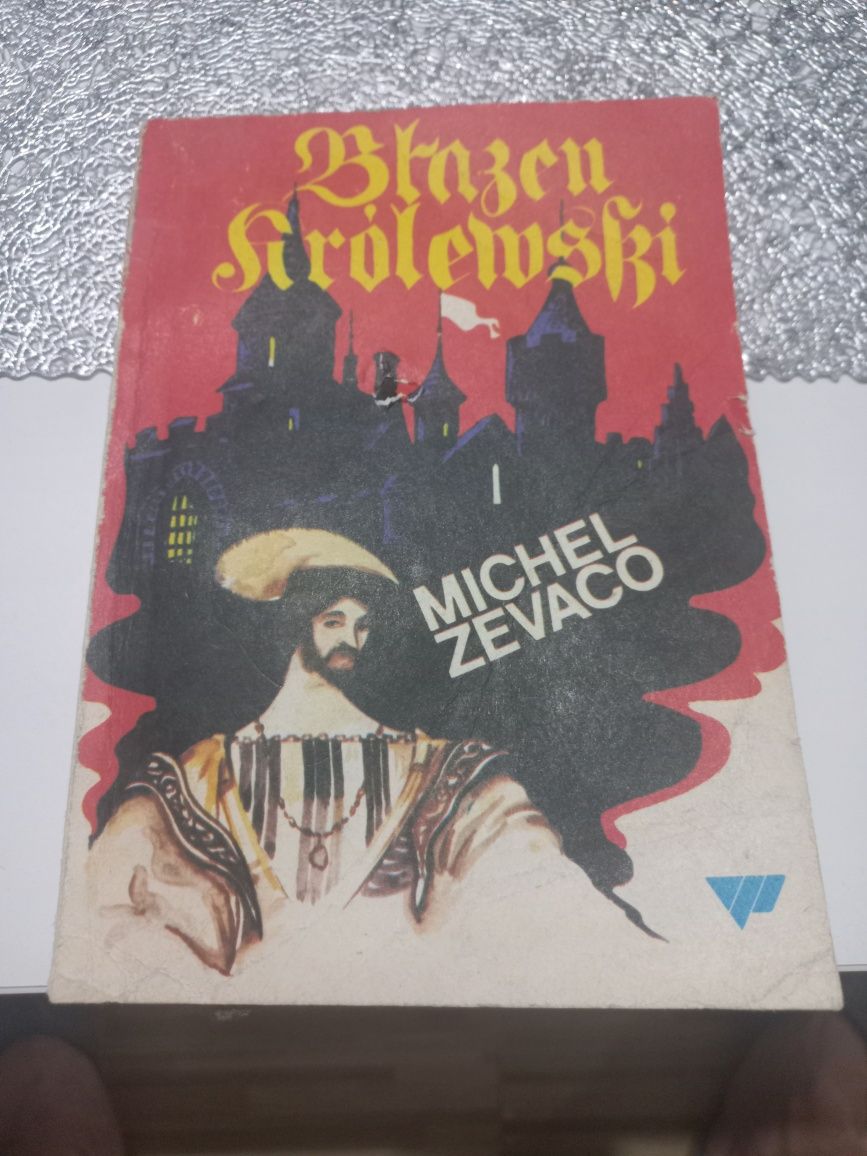 Błazen
Królewski
MICHEL
ZEVACO